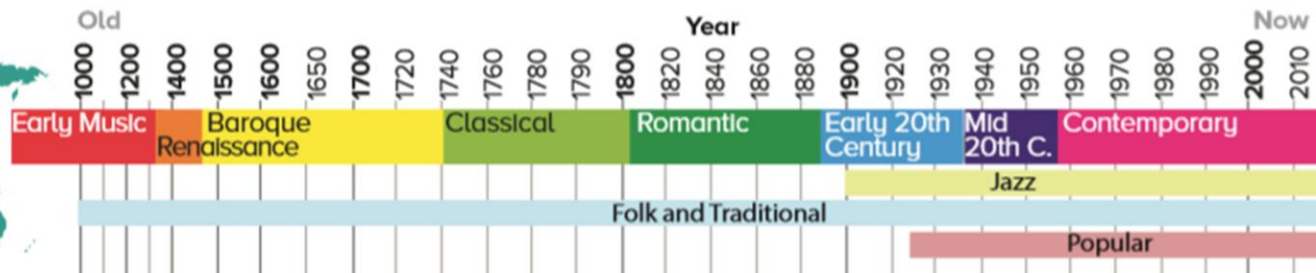 Old Year Now
1000 1200 1400 1500 1600 1650 1700 1720 1740 1760 1780 1790 1800 1820 1840 1860 1880 1900 1920 1930 1940 1950 1960 1970 1980 1990 2000 2010
Early Music
Renaissance
Baroque
Classical
Romantic
Early 20th
Century
Mid
20th C.
Contemporary
Jazz
Folk and Traditional
Popular